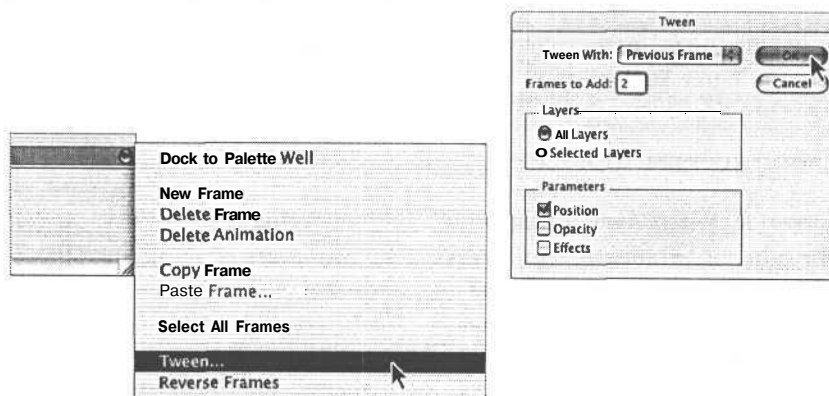 Dock to Palette Well
New Frame
Delete Frame
Delete Animation
Copy Frame
Paste Frame...
Select All Frames
Tween...
Reverse Frames
Tween
Tween With: Previous Frame
OK
Frames to Add: 2
Cancel
Layers
All Layers
Selected Layers
Parameters
Position
Opacity
Effects